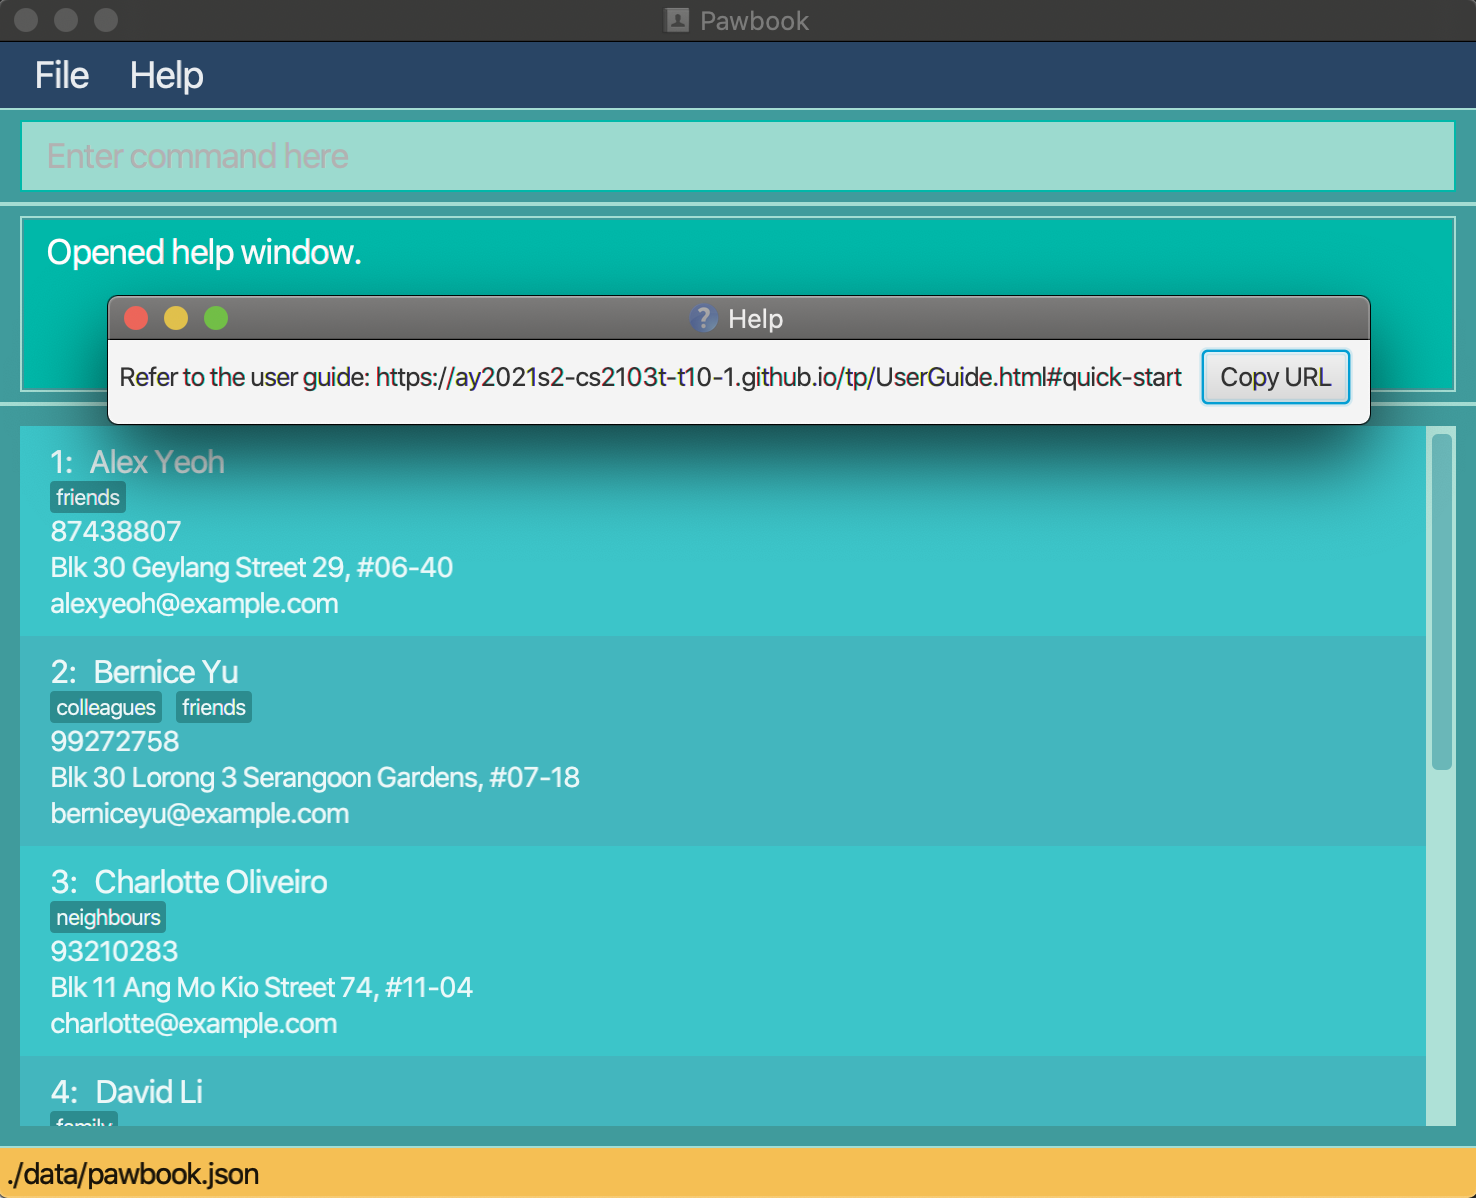 Pawbook
File Help
Enter command here
Opened help window.
Help
Refer to the user guide: https://ay2021s2-cs2103t-t10-1.github.io/tp/UserGuide.html#quick-start Copy URL
1: Alex Yeoh
friends
87438807
Blk 30 Geylang Street 29, #06-40
alexyeoh@example.com
2: Bernice Yu
colleagues friends
99272758
Blk 30 Lorong 3 Serangoon Gardens, #07-18
berniceyu@example.com
3: Charlotte Oliveiro
neighbours
93210283
Blk 11 Ang Mo Kio Street 74, #11-04
charlotte@example.com
4: David Li
family
./data/pawbook.json